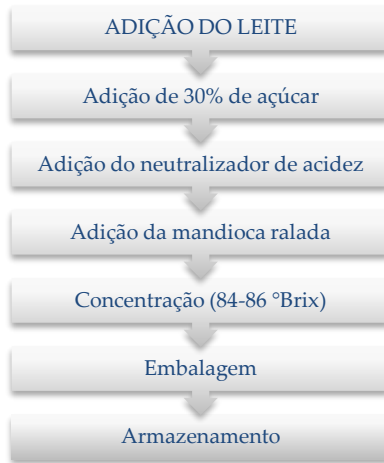 ADIÇÃO DO LEITE
Adição de 30% de açúcar
Adição do neutralizador de acidez
Adição da mandioca ralada
Concentração (84-86 °Brix)
Embalagem
Armazenamento